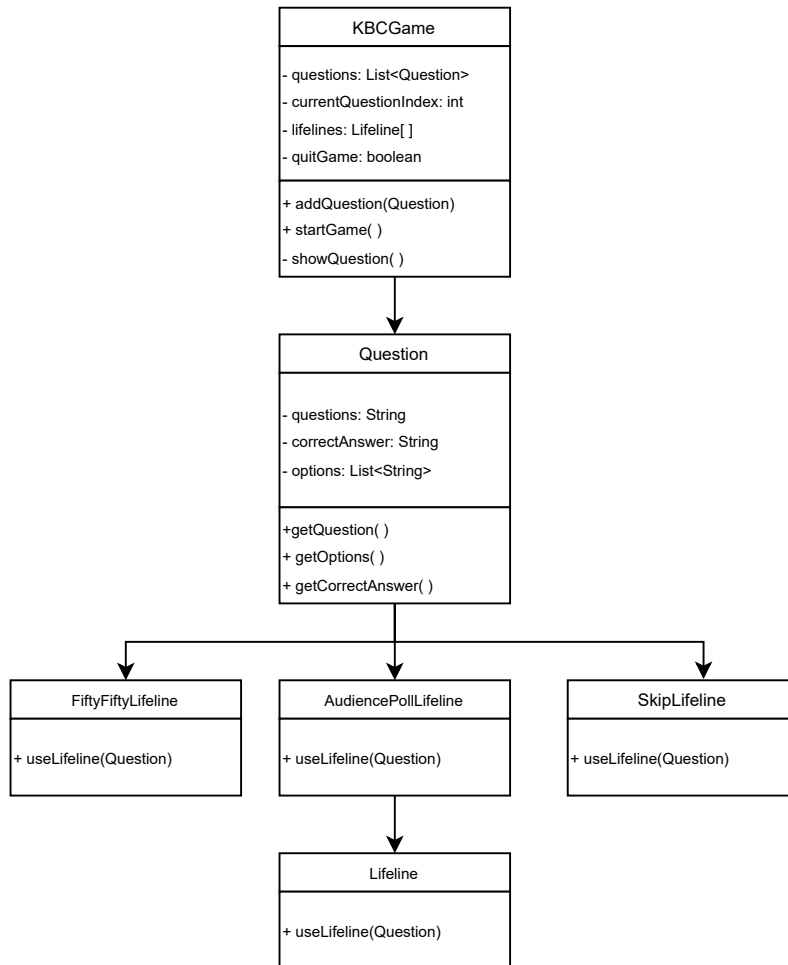 KBCGame
- questions: List<Question>
- currentQuestionIndex: int
- lifelines: Lifeline[ ]
- quitGame: boolean
+ addQuestion(Question)
+ startGame( )
- showQuestion( )
Question
- questions: String
- correctAnswer: String
- options: List<String>
+getQuestion( )
+ getOptions( )
+ getCorrectAnswer( )
FiftyFiftyLifeline
+ useLifeline(Question)
AudiencePollLifeline
+ useLifeline(Question)
SkipLifeline
+ useLifeline(Question)
Lifeline
+ useLifeline(Question)